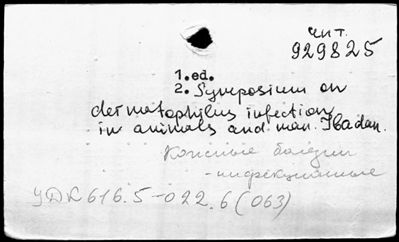 чит.
929825
1.ed.
2. Symposium on
dermatophilus infection
in animals and man. Ibadan.
Кожные болезни
- инфекционные
УДК 616.5-022.6(063)